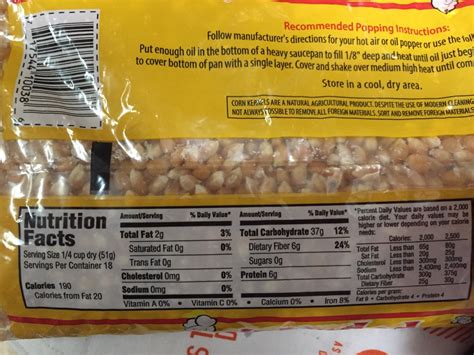 Recommended Popping Instructions:
Follow manufacturer's directions for your hot air or oil popper or use the
Put enough oil in the bottom of a heavy saucepan to fill 1/8" deep and heat until oil just
to cover bottom of pan with a single layer. Cover and shake over medium high heat until
Store in a cool, dry area.
CORN KERNELS ARE A NATURAL AGRICULTURAL PRODUCT. DESPITE THE USE OF MODERN CLEANING
NOT ALWAYS POSSIBLE TO REMOVE ALL FOREIGN MATERIALS. SORT AND REMOVE FOREIGN MATERIALS
Nutrition
Facts
Serving Size 1/4 cup dry (51g)
Servings Per Container 18
Calories 190
Calories from Fat 20
Amount/Serving % Daily Value*
Total Fat 2g 3%
Saturated Fat 0g 0%
Trans Fat 0g
Cholesterol 0mg 0%
Sodium 0mg 0%
Amount/Serving % Daily Value*
Total Carbohydrate 37g 12%
Dietary Fiber 6g 24%
Sugars 0g
Protein 6g
Vitamin A 0% • Vitamin C 0% • Calcium 0% • Iron 8%
*Percent Daily Values are based on a 2,000
calorie diet. Your daily values may be
higher or lower depending on your calorie
needs:
Calories: 2,000 2,500
Total Fat Less than 65g 80g
Sat Fat Less than 20g 25g
Cholesterol Less than 300mg 300mg
Sodium Less than 2,400mg 2,400mg
Total Carbohydrate 300g 375g
Dietary Fiber 25g 30g
Calories per gram:
Fat 9 • Carbohydrate 4 • Protein 4